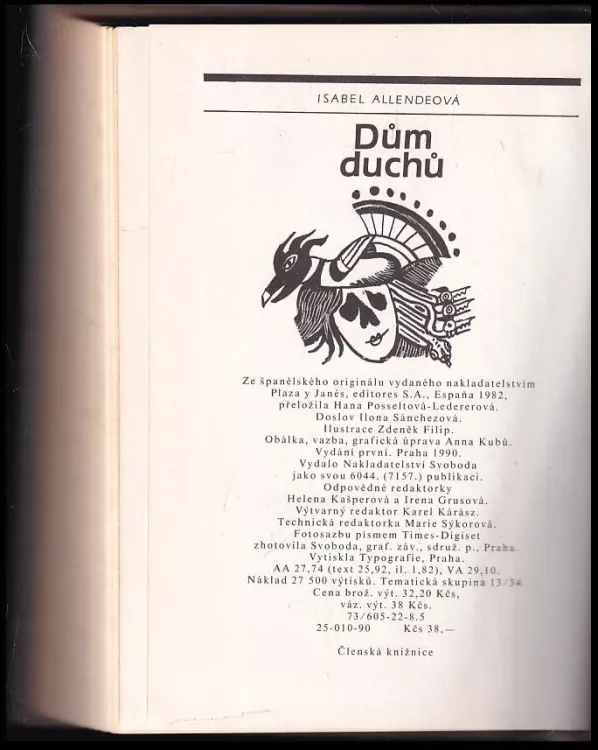 ISABEL ALLENDEOVÁ
Dům
duchů
Ze španělského originálu vydaného nakladatelstvím
Plaza y Janés, editores S.A., España 1982,
přeložila Hana Posseltová-Ledererová.
Doslov Ilona Sánchezová.
Ilustrace Zdeněk Filip.
Obálka, vazba, grafická úprava Anna Kubů.
Vydání první. Praha 1990.
Vydalo Nakladatelství Svoboda
jako svou 6044. (7157.) publikaci.
Odpovědné redaktorky
Helena Kašperová a Irena Grusová.
Výtvarný redaktor Karel Kárász.
Technická redaktorka Marie Sýkorová.
Fotosazbu písmem Times-Digiset
zhotovila Svoboda, graf. záv., sdruž. p., Praha.
Vytiskla Typografie, Praha.
AA 27,74 (text 25,92, il. 1,82), VA 29,10.
Náklad 27 500 výtisků. Tematická skupina 13/34.
Cena brož. výt. 32,20 Kčs,
váz. výt. 38 Kčs.
73/605-22-8.5
25-010-90 Kčs 38,—
Členská knižnice